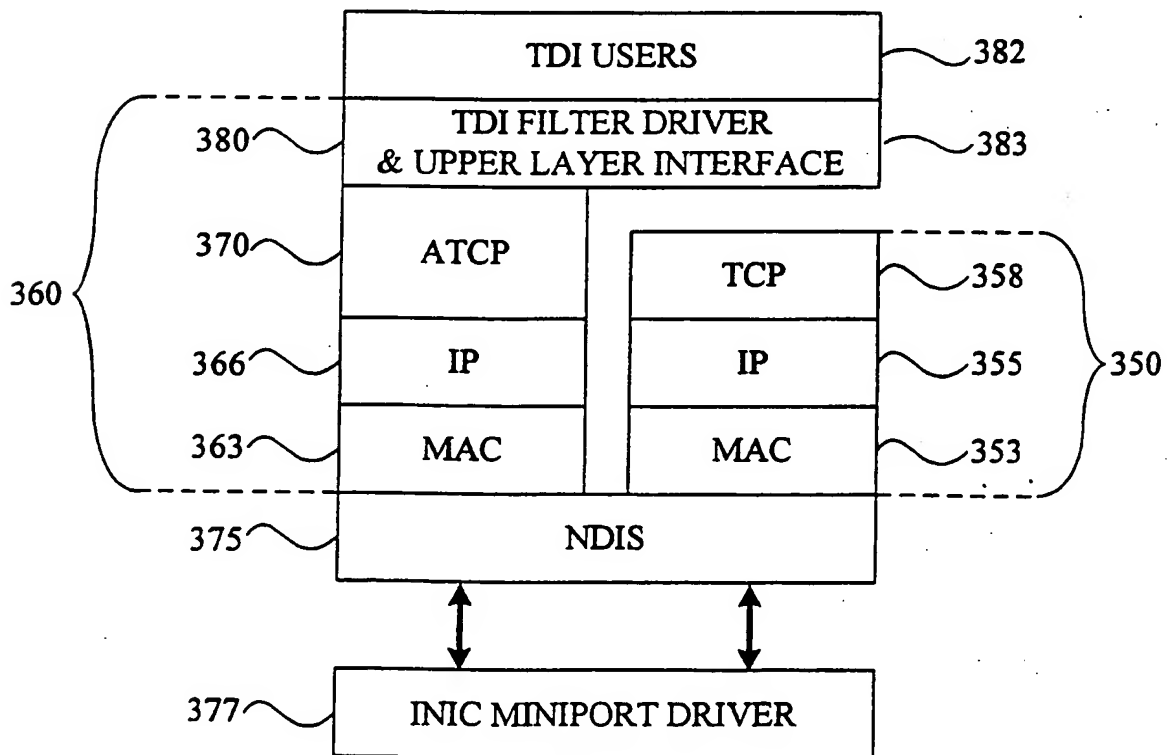 TDI USERS
382
380
TDI FILTER DRIVER
& UPPER LAYER INTERFACE
383
370
ATCP
TCP
358
360
366
IP
IP
355
350
363
MAC
MAC
353
375
NDIS
377
INIC MINIPORT DRIVER